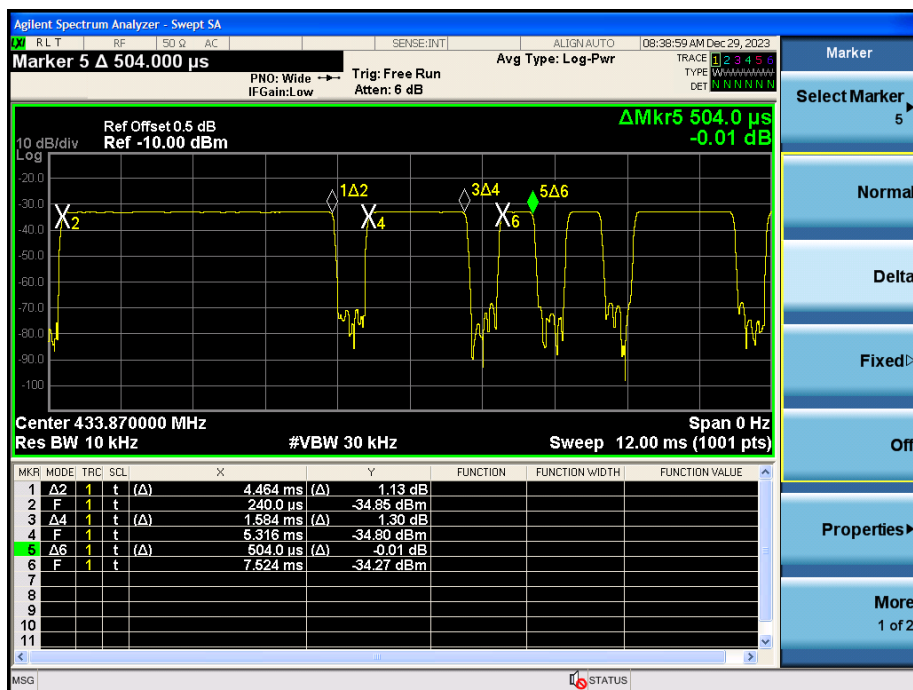 Agilent Spectrum Analyzer - Swept SA
LXI RLT RF 50 Ω AC SENSE:INT ALIGN AUTO 08:38:59 AM Dec 29, 2023
Marker 5 Δ 504.000 µs
PNO: Wide
IFGain:Low
Trig: Free Run
Atten: 6 dB
Avg Type: Log-Pwr
TRACE 1 2 3 4 5 6
TYPE W
DET N N N N N N
ΔMkr5 504.0 µs
-0.01 dB
Ref Offset 0.5 dB
10 dB/div Ref -10.00 dBm
Log
-20.0
-30.0
-40.0
-50.0
-60.0
-70.0
-80.0
-90.0
-100
1Δ2
3Δ4
5Δ6
2
4
6
Center 433.870000 MHz Span 0 Hz
Res BW 10 kHz #VBW 30 kHz Sweep 12.00 ms (1001 pts)
MKR MODE TRC SCL X Y FUNCTION FUNCTION WIDTH FUNCTION VALUE
1 Δ2 1 t (Δ) 4.464 ms (Δ) 1.13 dB
2 F 1 t 240.0 µs -34.85 dBm
3 Δ4 1 t (Δ) 1.584 ms (Δ) 1.30 dB
4 F 1 t 5.316 ms -34.80 dBm
5 Δ6 1 t (Δ) 504.0 µs (Δ) -0.01 dB
6 F 1 t 7.524 ms -34.27 dBm
7
8
9
10
11
MSG STATUS
Marker
Select Marker
5
Normal
Delta
Fixed
Off
Properties
More
1 of 2